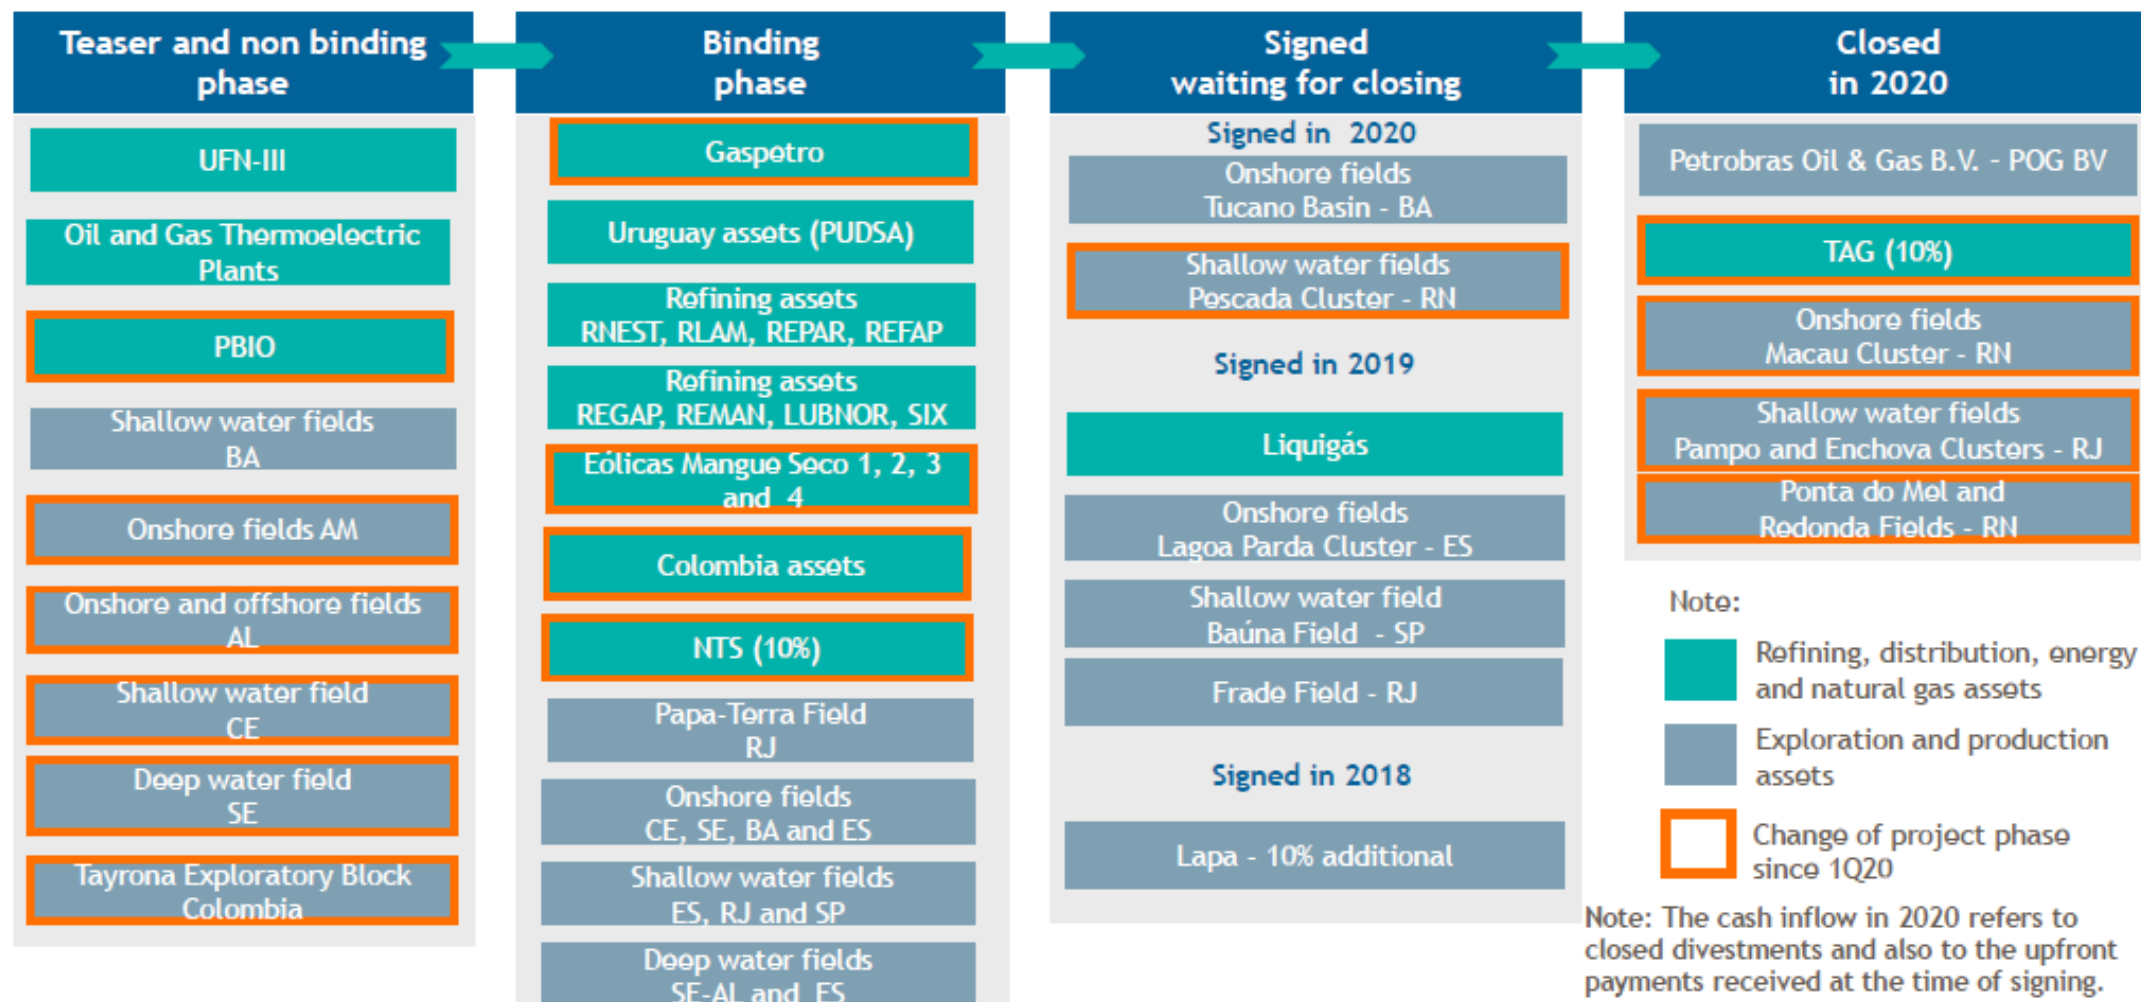 Teaser and non binding
phase
UFN-III
Oil and Gas Thermoelectric
Plants
PBIO
Shallow water fields
BA
Onshore fields AM
Onshore and offshore fields
AL
Shallow water field
CE
Deep water field
SE
Tayrona Exploratory Block
Colombia
Binding
phase
Gaspetro
Uruguay assets (PUDSA)
Refining assets
RNEST, RLAM, REPAR, REFAP
Refining assets
REGAP, REMAN, LUBNOR, SIX
Eólicas Mangue Seco 1, 2, 3
and 4
Colombia assets
NTS (10%)
Papa-Terra Field
RJ
Onshore fields
CE, SE, BA and ES
Shallow water fields
ES, RJ and SP
Deep water fields
SE-AL and ES
Signed
waiting for closing
Signed in 2020
Onshore fields
Tucano Basin - BA
Shallow water fields
Pescada Cluster - RN
Signed in 2019
Liquigás
Onshore fields
Lagoa Parda Cluster - ES
Shallow water field
Baúna Field - SP
Frade Field - RJ
Signed in 2018
Lapa - 10% additional
Closed
in 2020
Petrobras Oil & Gas B.V. - POG BV
TAG (10%)
Onshore fields
Macau Cluster - RN
Shallow water fields
Pampo and Enchova Clusters - RJ
Ponta do Mel and
Redonda Fields - RN
Note:
Refining, distribution, energy
and natural gas assets
Exploration and production
assets
Change of project phase
since 1Q20
Note: The cash inflow in 2020 refers to
closed divestments and also to the upfront
payments received at the time of signing.